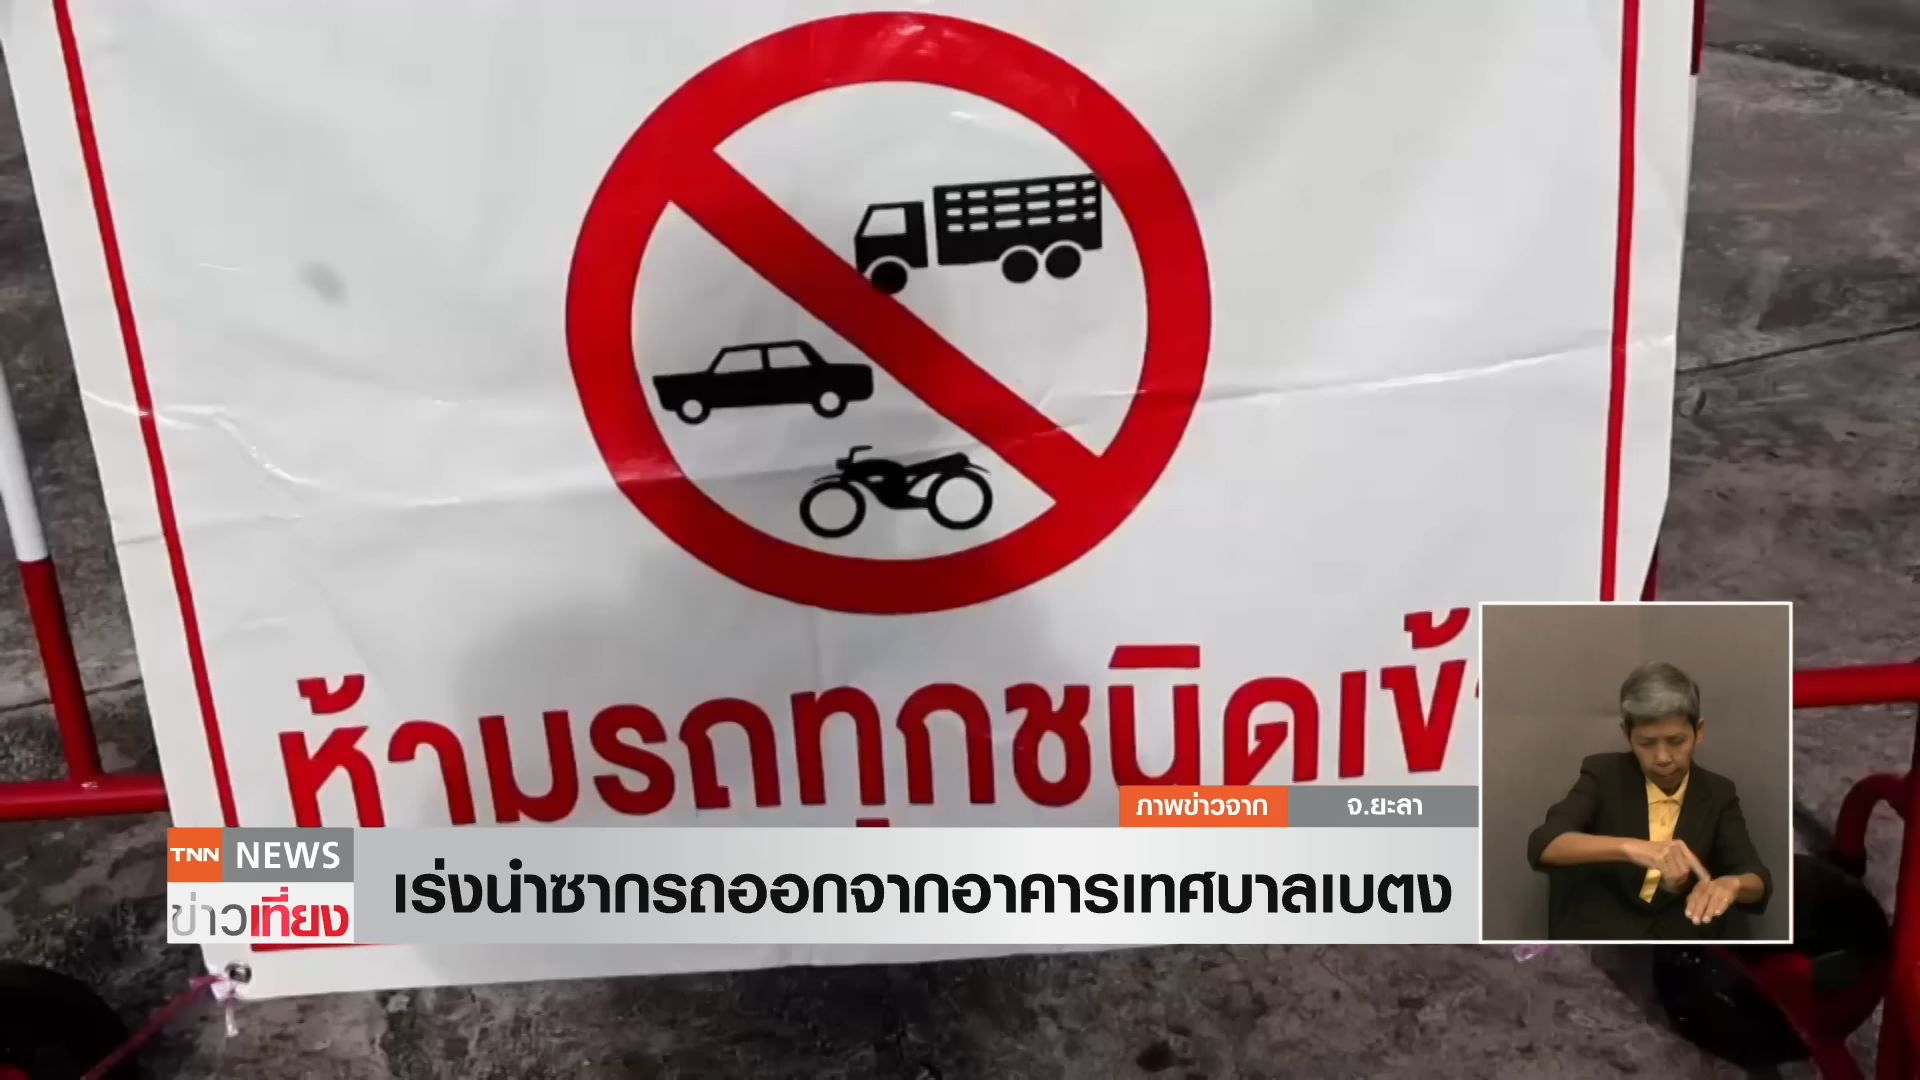 ห้ามรถทุกชนิดเข้า
ภาพข่าวจาก จ.ยะลา
TNN NEWS
ข่าวเที่ยง
เร่งนำซากรถออกจากอาคารเทศบาลเบตง